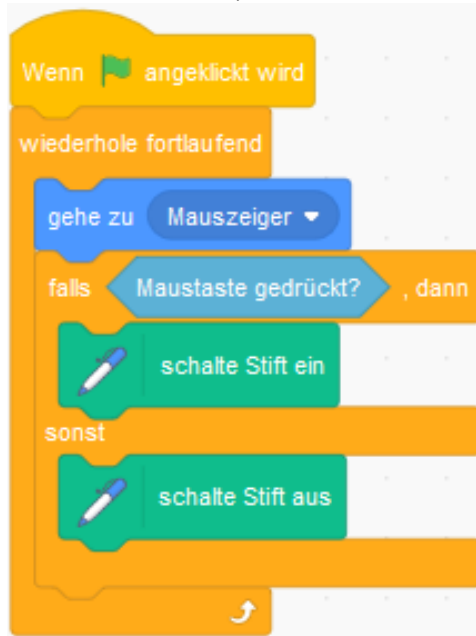 Wenn angeklickt wird
wiederhole fortlaufend
gehe zu Mauszeiger
falls Maustaste gedrückt? , dann
schalte Stift ein
sonst
schalte Stift aus